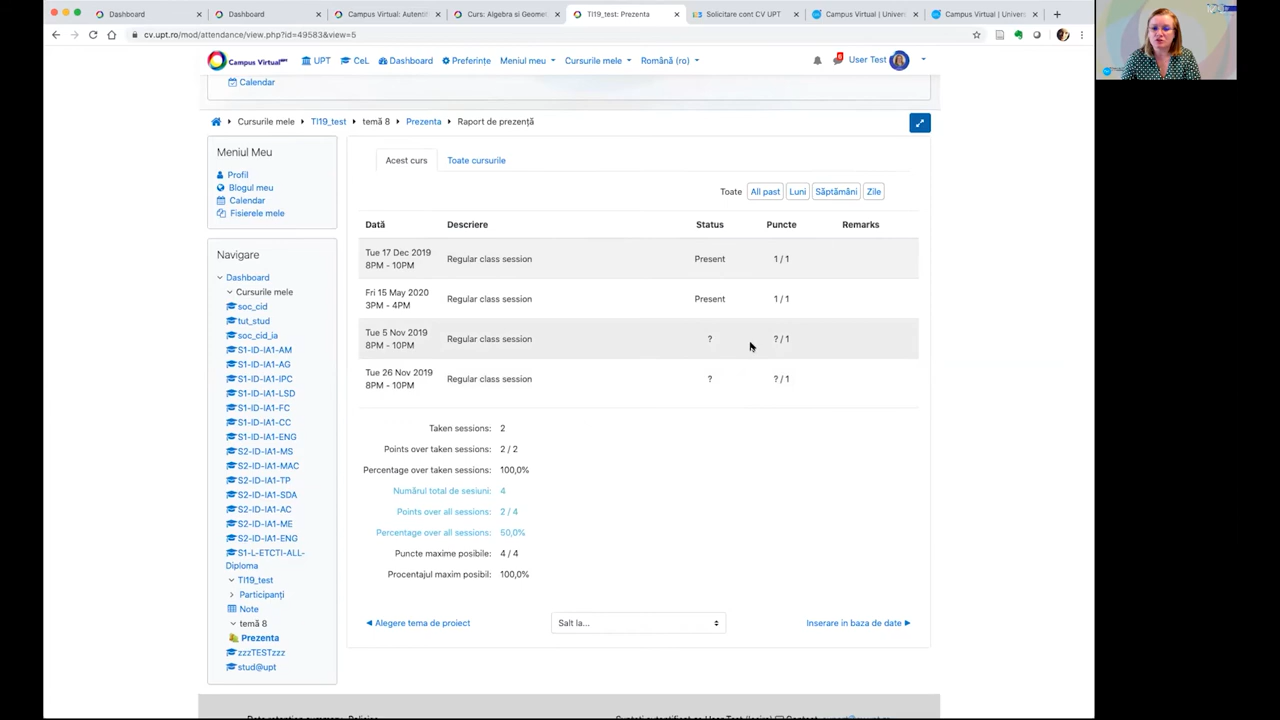 Dashboard
Dashboard
Campus Virtual: Autentif
Curs: Algebra si Geomet
TI19_test: Prezenta
Solicitare cont CV UPT
Campus Virtual | Univers
Campus Virtual | Univers
cv.upt.ro/mod/attendance/view.php?id=49583&view=5
Campus Virtual UPT
UPT
CeL
Dashboard
Preferințe
Meniul meu
Cursurile mele
Română (ro)
User Test
Calendar
Cursurile mele
TI19_test
temă 8
Prezenta
Raport de prezență
Meniul Meu
Profil
Blogul meu
Calendar
Fisierele mele
Navigare
Dashboard
Cursurile mele
soc_cid
tut_stud
soc_cid_ia
S1-ID-IA1-AM
S1-ID-IA1-AG
S1-ID-IA1-IPC
S1-ID-IA1-LSD
S1-ID-IA1-FC
S1-ID-IA1-CC
S1-ID-IA1-ENG
S2-ID-IA1-MS
S2-ID-IA1-MAC
S2-ID-IA1-TP
S2-ID-IA1-SDA
S2-ID-IA1-AC
S2-ID-IA1-ME
S2-ID-IA1-ENG
S1-L-ETCTI-ALL-
Diploma
TI19_test
Participanți
Note
temă 8
Prezenta
zzzTESTzzz
stud@upt
Acest curs
Toate cursurile
Toate All past Luni Săptămâni Zile
Dată Descriere Status Puncte Remarks
Tue 17 Dec 2019
8PM - 10PM
Regular class session Present 1 / 1
Fri 15 May 2020
3PM - 4PM
Regular class session Present 1 / 1
Tue 5 Nov 2019
8PM - 10PM
Regular class session ? ? / 1
Tue 26 Nov 2019
8PM - 10PM
Regular class session ? ? / 1
Taken sessions: 2
Points over taken sessions: 2 / 2
Percentage over taken sessions: 100,0%
Numărul total de sesiuni: 4
Points over all sessions: 2 / 4
Percentage over all sessions: 50,0%
Puncte maxime posibile: 4 / 4
Procentajul maxim posibil: 100,0%
◀ Alegere tema de proiect
Salt la...
Inserare in baza de date ▶